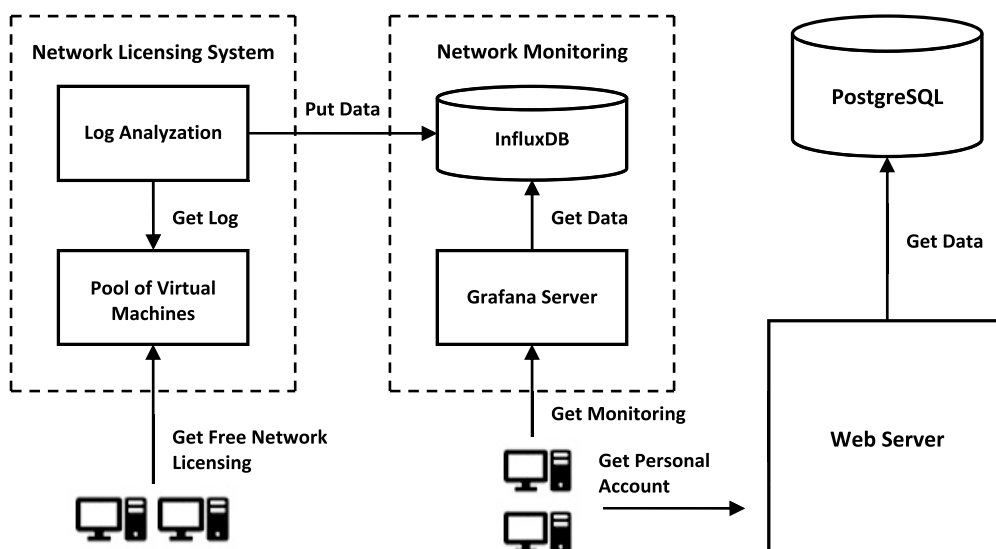 Network Licensing System
Log Analyzation
Get Log
Pool of Virtual
Machines
Get Free Network
Licensing
Put Data
Network Monitoring
InfluxDB
Get Data
Grafana Server
Get Monitoring
Get Personal
Account
PostgreSQL
Get Data
Web Server